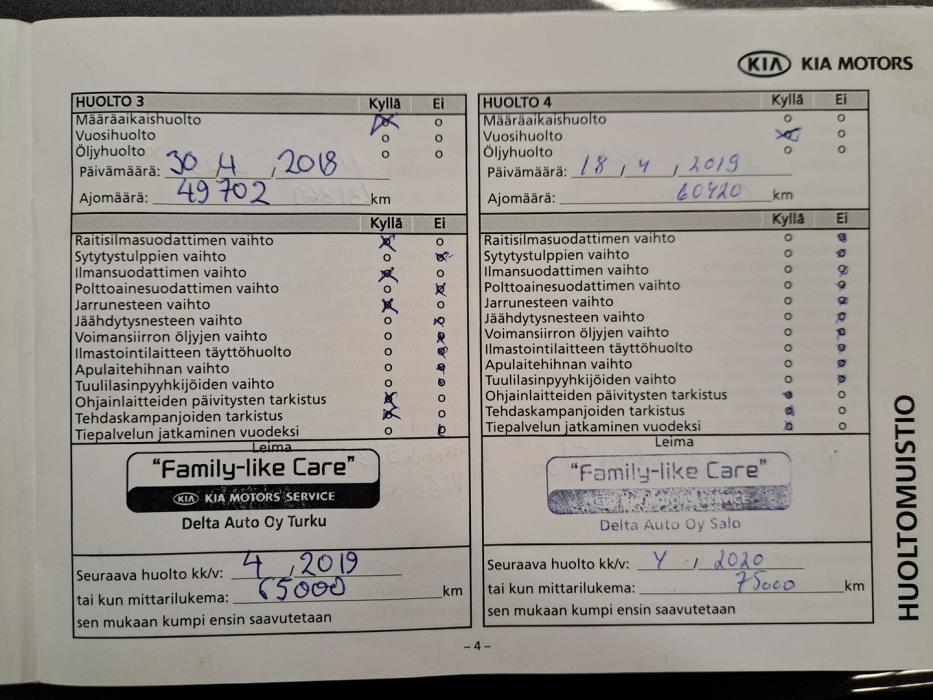 KIA KIA MOTORS
HUOLTO 3 Kyllä Ei
Määräaikaishuolto
Vuosihuolto
Öljyhuolto
Päivämäärä: 30 / 4 / 2018
Ajomäärä: 49702 km
Kyllä Ei
Raitisilmasuodattimen vaihto
Sytytystulppien vaihto
Ilmansuodattimen vaihto
Polttoainesuodattimen vaihto
Jarrunesteen vaihto
Jäähdytysnesteen vaihto
Voimansiirron öljyjen vaihto
Ilmastointilaitteen täyttöhuolto
Apulaitehihnan vaihto
Tuulilasinpyyhkijöiden vaihto
Ohjainlaitteiden päivitysten tarkistus
Tehdaskampanjoiden tarkistus
Tiepalvelun jatkaminen vuodeksi
Leima
"Family-like Care"
KIA KIA MOTORS SERVICE
Delta Auto Oy Turku
Seuraava huolto kk/v: 4 / 2019
tai kun mittarilukema: 65000 km
sen mukaan kumpi ensin saavutetaan
HUOLTO 4 Kyllä Ei
Määräaikaishuolto
Vuosihuolto
Öljyhuolto
Päivämäärä: 18 / 4 / 2019
Ajomäärä: 60420 km
Kyllä Ei
Raitisilmasuodattimen vaihto
Sytytystulppien vaihto
Ilmansuodattimen vaihto
Polttoainesuodattimen vaihto
Jarrunesteen vaihto
Jäähdytysnesteen vaihto
Voimansiirron öljyjen vaihto
Ilmastointilaitteen täyttöhuolto
Apulaitehihnan vaihto
Tuulilasinpyyhkijöiden vaihto
Ohjainlaitteiden päivitysten tarkistus
Tehdaskampanjoiden tarkistus
Tiepalvelun jatkaminen vuodeksi
Leima
"Family-like Care"
KIA KIA MOTORS SERVICE
Delta Auto Oy Salo
Seuraava huolto kk/v: 4 / 2020
tai kun mittarilukema: 75000 km
sen mukaan kumpi ensin saavutetaan
HUOLTOMUISTIO
– 4 –